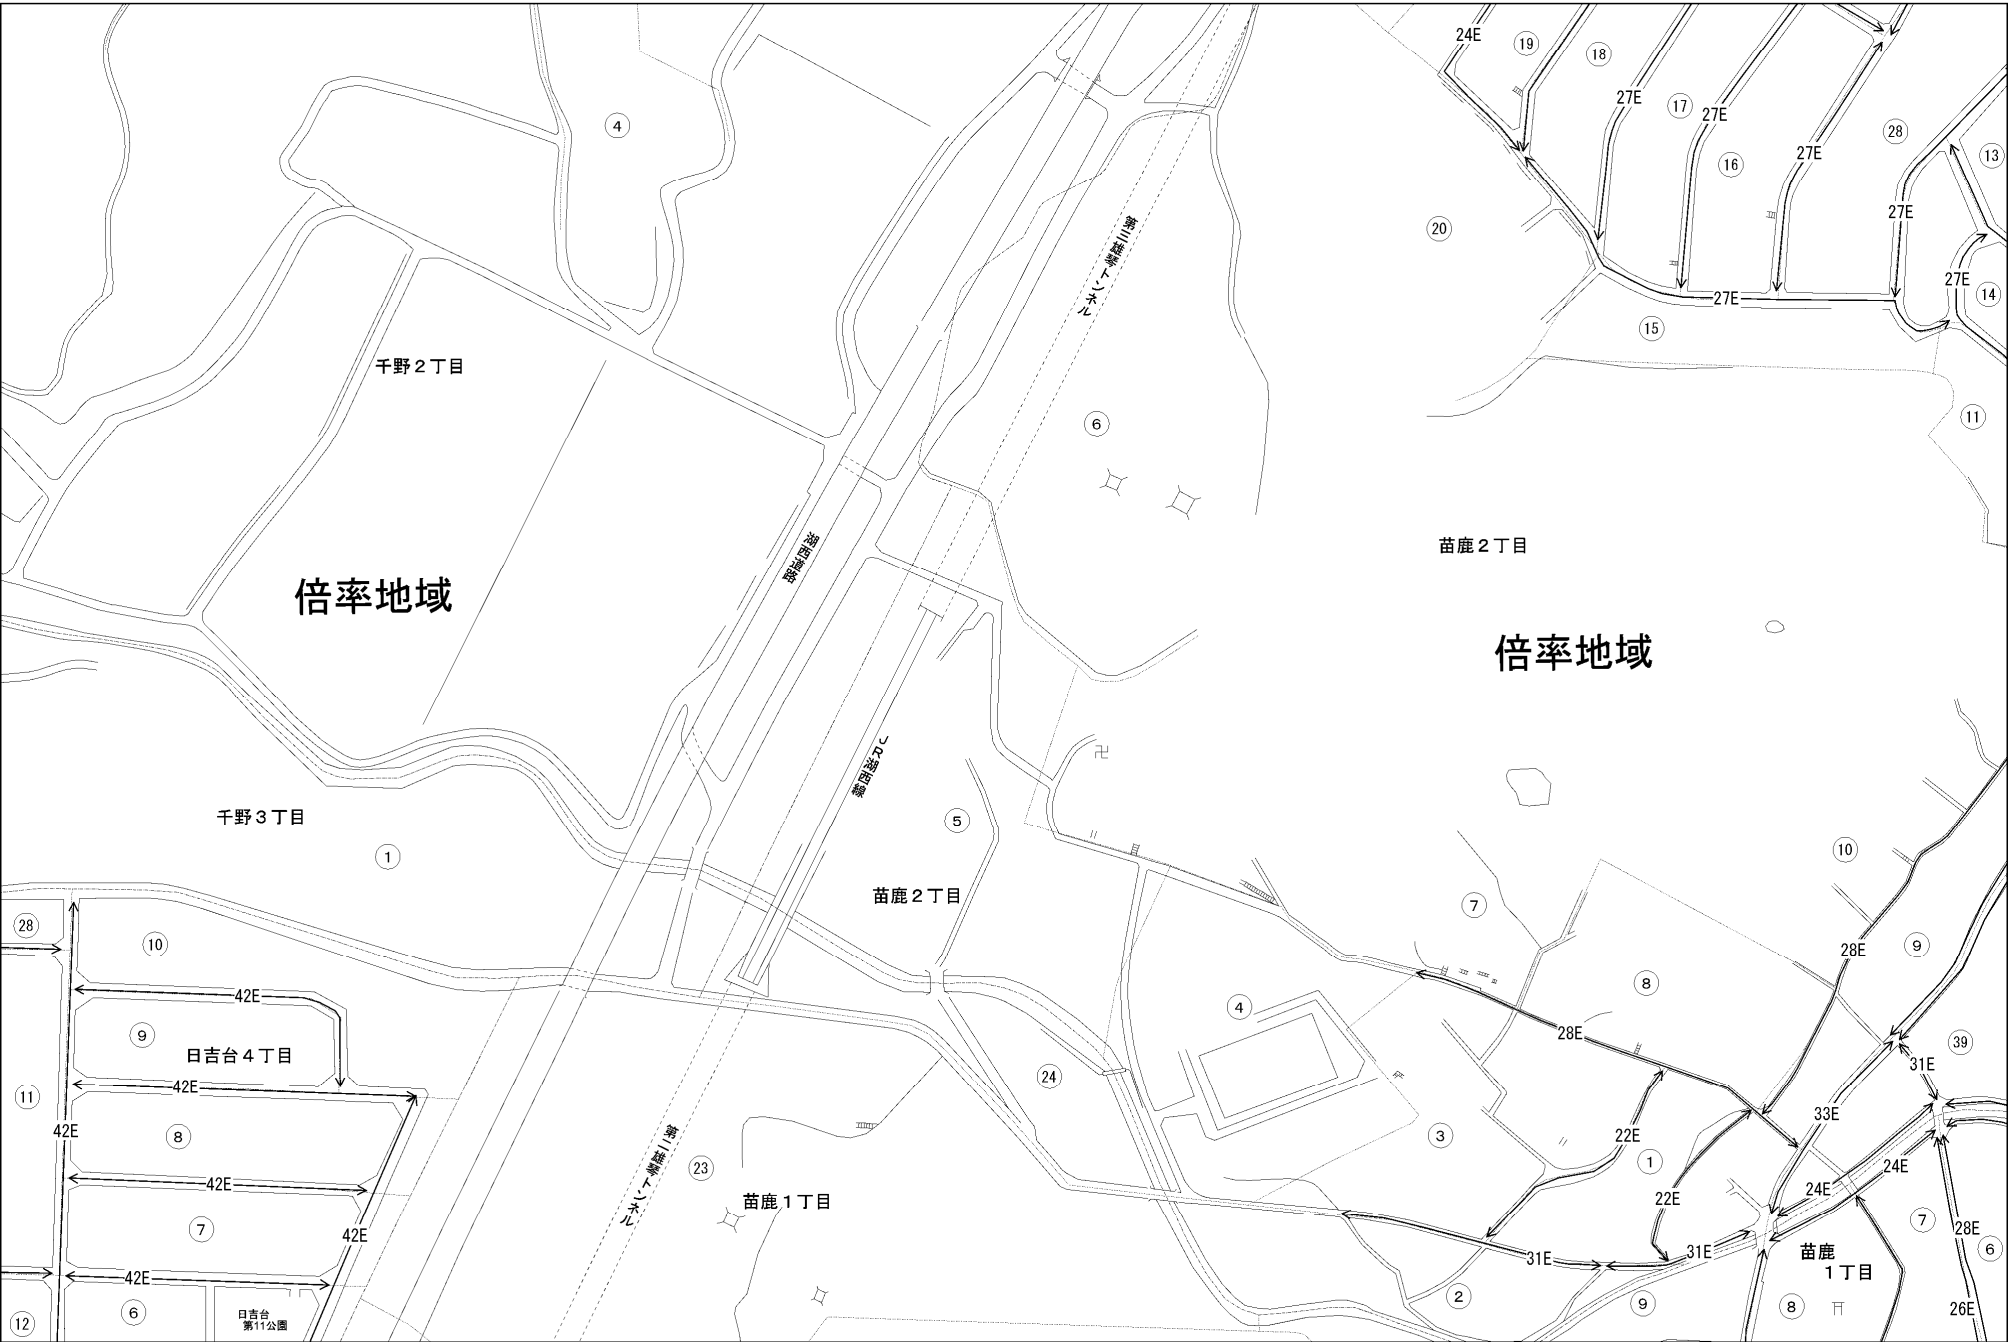 24E
19
18
4
27E
17
27E
28
27E
16
13
27E
20
第三雄琴トンネル
27E
14
27E
15
千野２丁目
6
11
湖西道路
苗鹿２丁目
倍率地域
倍率地域
JR湖西線
千野３丁目
5
1
10
苗鹿２丁目
7
28
10
28E
9
42E
8
4
28E
9
日吉台４丁目
39
24
31E
42E
11
33E
42E
8
第二雄琴トンネル
3
22E
1
23
24E
42E
24E
苗鹿１丁目
22E
7
7
28E
42E
31E
31E
苗鹿
１丁目
6
42E
2
9
8
26E
6
日吉台
第11公園
12